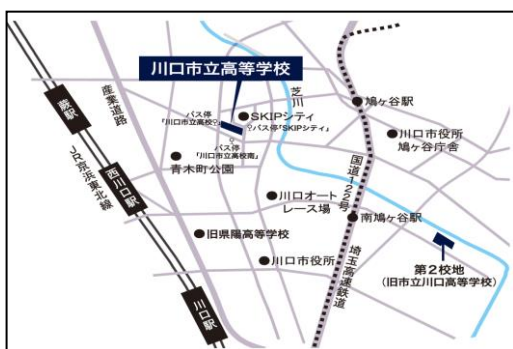 川口市立高等学校
蕨駅
産業道路
芝川
鳩ヶ谷駅
バス停
「川口市立高校」
SKIPシティ
バス停「SKIPシティ」
川口市役所
鳩ヶ谷庁舎
バス停
「川口市立高校南」
青木町公園
JR京浜東北線
西川口駅
国道122号
川口オート
レース場
南鳩ヶ谷駅
旧県陽高等学校
第2校地
(旧市立川口高等学校)
川口市役所
埼玉高速鉄道
川口駅